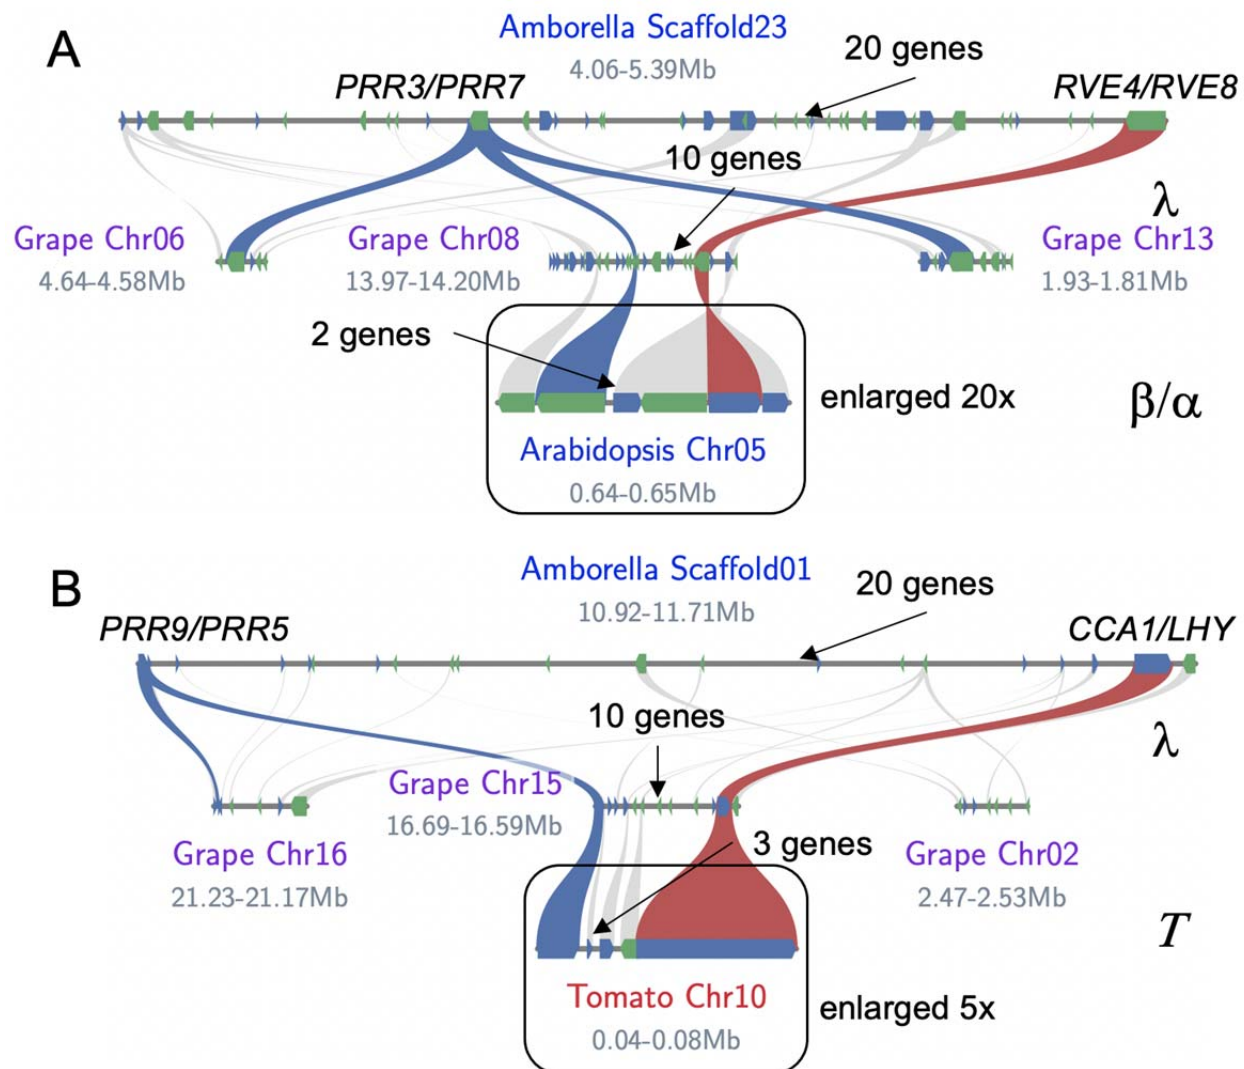 A
Amborella Scaffold23
4.06-5.39Mb
20 genes
PRR3/PRR7
RVE4/RVE8
10 genes
λ
Grape Chr06
4.64-4.58Mb
Grape Chr08
13.97-14.20Mb
Grape Chr13
1.93-1.81Mb
2 genes
enlarged 20x
β/α
Arabidopsis Chr05
0.64-0.65Mb
B
Amborella Scaffold01
10.92-11.71Mb
20 genes
PRR9/PRR5
CCA1/LHY
10 genes
λ
Grape Chr15
16.69-16.59Mb
Grape Chr16
21.23-21.17Mb
3 genes
Grape Chr02
2.47-2.53Mb
T
Tomato Chr10
0.04-0.08Mb
enlarged 5x